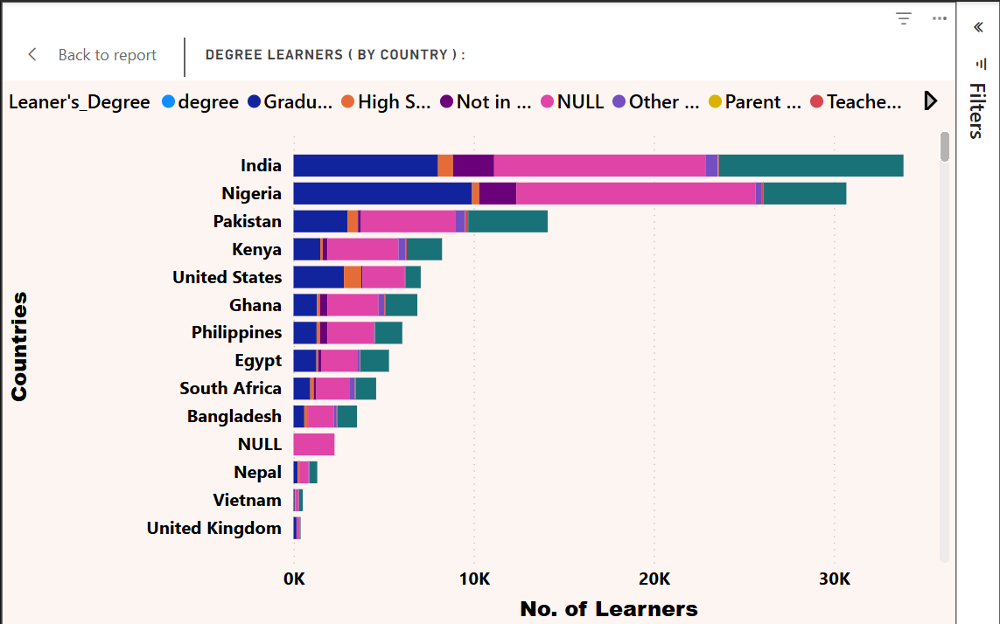 Back to report
DEGREE LEARNERS ( BY COUNTRY ) :
Filters
Leaner's_Degree degree Gradu... High S... Not in ... NULL Other ... Parent ... Teache...
Countries
India
Nigeria
Pakistan
Kenya
United States
Ghana
Philippines
Egypt
South Africa
Bangladesh
NULL
Nepal
Vietnam
United Kingdom
0K 10K 20K 30K
No. of Learners